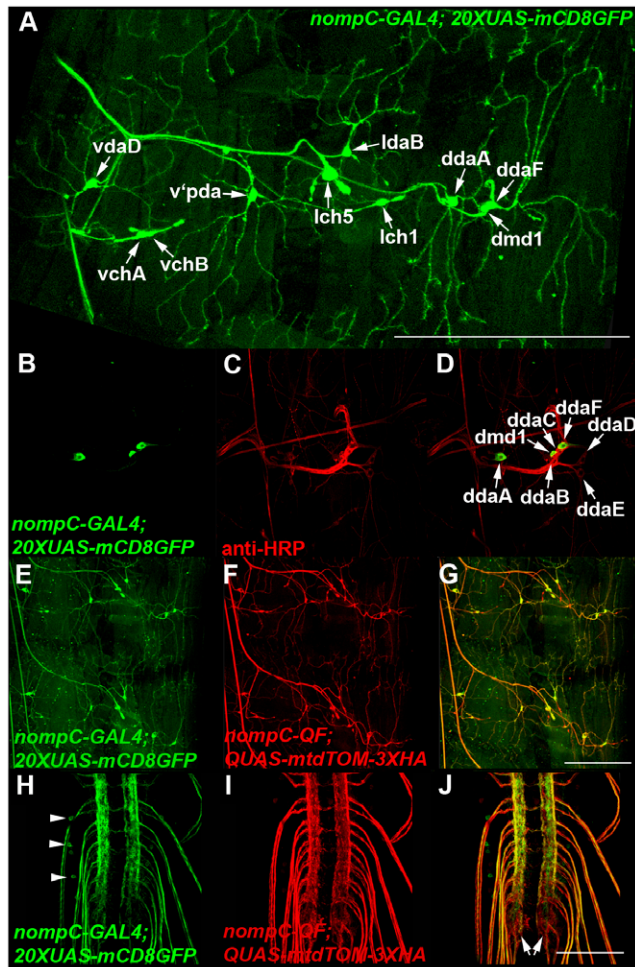 A
nompC-GAL4; 20XUAS-mCD8GFP
vdaD
ldaB
ddaA
ddaF
v'pda
lch5
lch1
dmd1
vchA
vchB
B
C
D
ddaF
ddaC
ddaD
dmd1
ddaA
ddaB
ddaE
nompC-GAL4;
20XUAS-mCD8GFP
anti-HRP
E
F
G
nompC-GAL4;
20XUAS-mCD8GFP
nompC-QF;
QUAS-mtdTOM-3XHA
H
I
J
nompC-GAL4;
20XUAS-mCD8GFP
nompC-QF;
QUAS-mtdTOM-3XHA